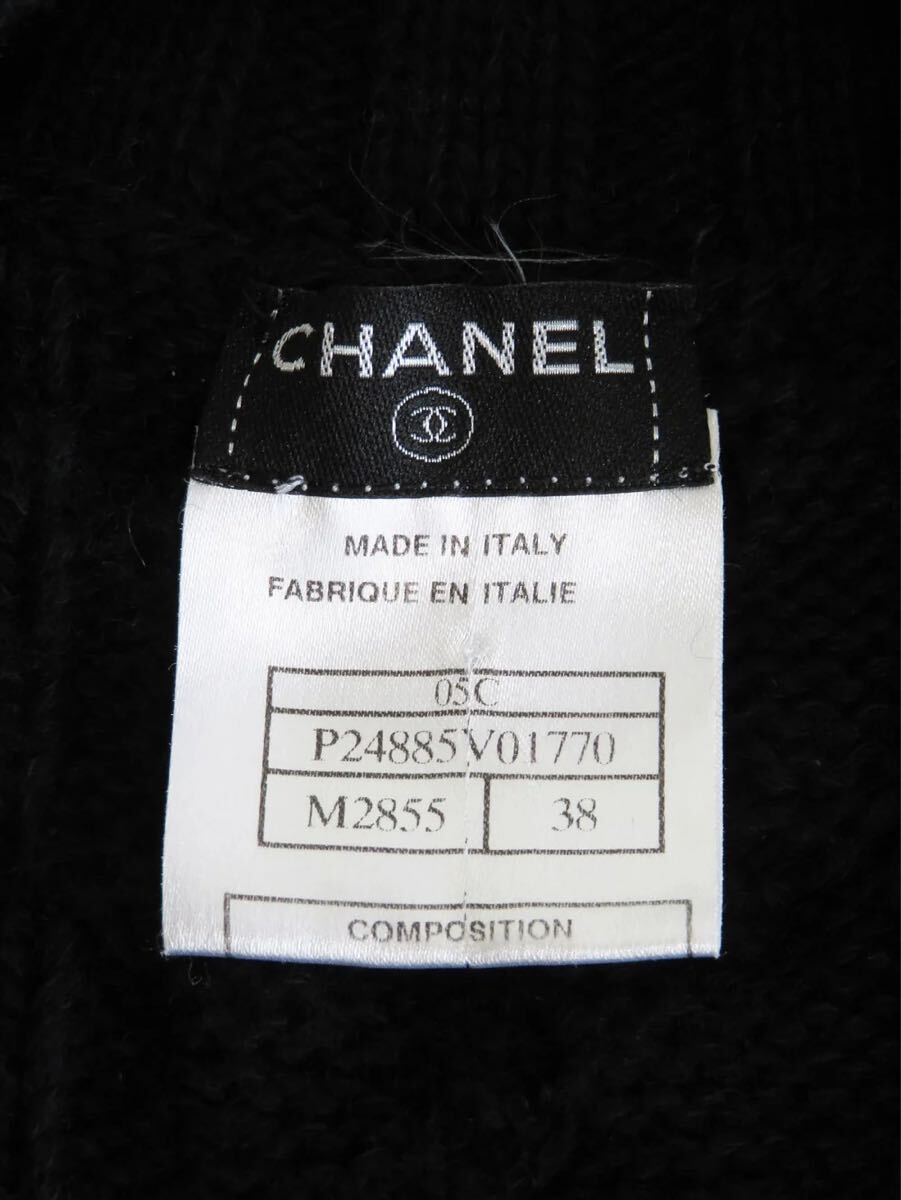 CHANEL
MADE IN ITALY
FABRIQUE EN ITALIE
05C
P24885V01770
M2855 38
COMPOSITION